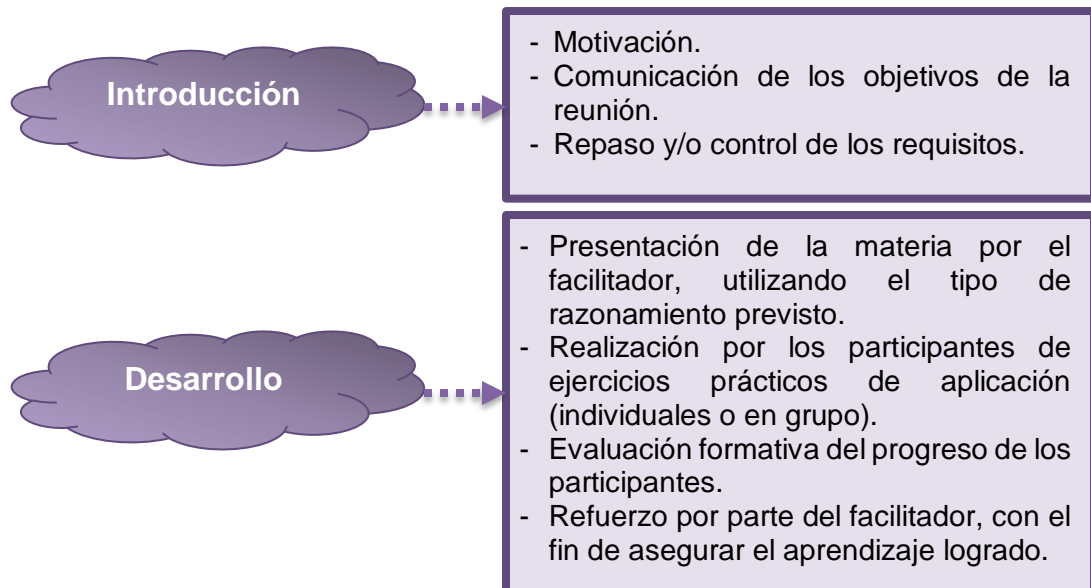 Introducción
- Motivación.
- Comunicación de los objetivos de la
reunión.
- Repaso y/o control de los requisitos.
Desarrollo
- Presentación de la materia por el
facilitador, utilizando el tipo de
razonamiento previsto.
- Realización por los participantes de
ejercicios prácticos de aplicación
(individuales o en grupo).
- Evaluación formativa del progreso de los
participantes.
- Refuerzo por parte del facilitador, con el
fin de asegurar el aprendizaje logrado.